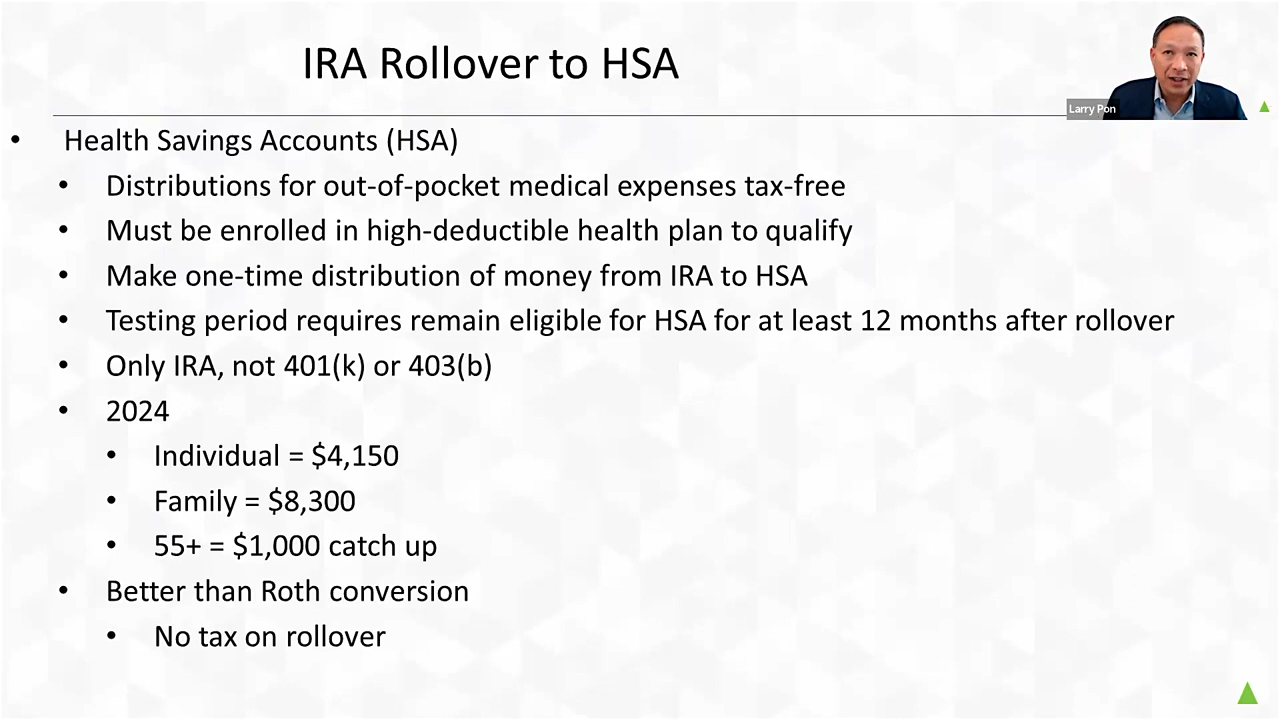 IRA Rollover to HSA
Larry Pon
• Health Savings Accounts (HSA)
• Distributions for out-of-pocket medical expenses tax-free
• Must be enrolled in high-deductible health plan to qualify
• Make one-time distribution of money from IRA to HSA
• Testing period requires remain eligible for HSA for at least 12 months after rollover
• Only IRA, not 401(k) or 403(b)
• 2024
• Individual = $4,150
• Family = $8,300
• 55+ = $1,000 catch up
• Better than Roth conversion
• No tax on rollover